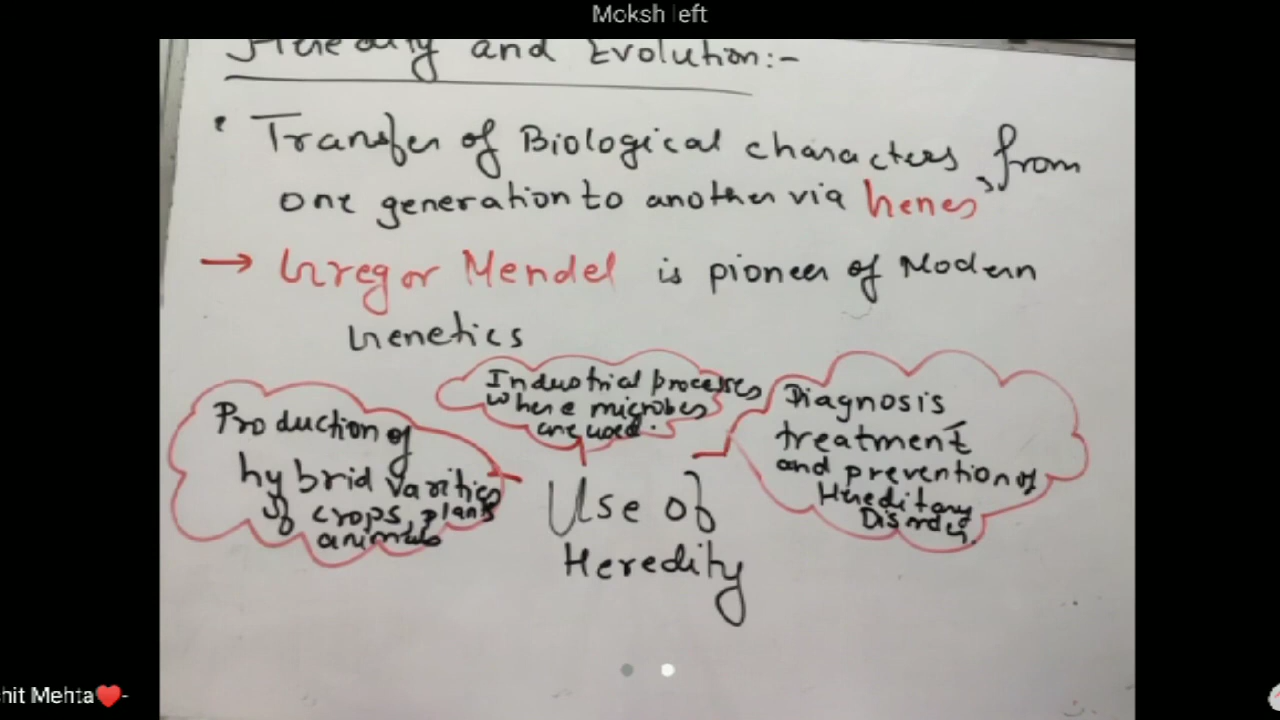 Moksh left
Heredity and Evolution:-
• Transfer of Biological characters from
one generation to another via Genes
→ Gregor Mendel is pioneer of Modern
Genetics
Industrial processes
where microbes
are used.
Production of
hybrid varities
of crops, plants
animals
Diagnosis
treatment
and prevention of
Hereditary
Disorder.
Use of
Heredity
hit Mehta❤️-